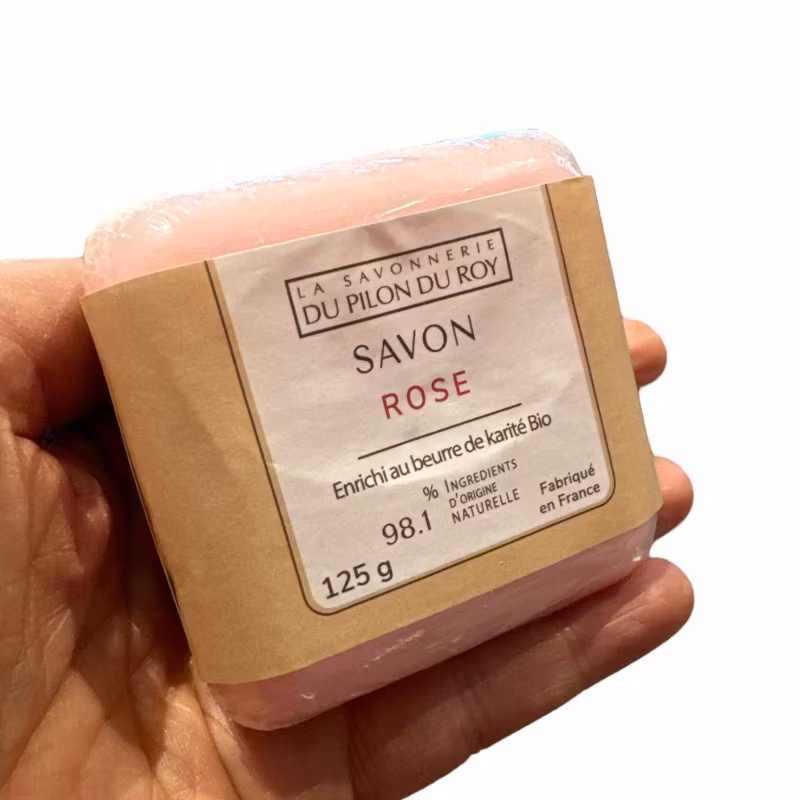 LA SAVONNERIE
DU PILON DU ROY
SAVON
ROSE
Enrichi au beurre de karité Bio
98.1 % INGREDIENTS
D'ORIGINE
NATURELLE
Fabriqué
en France
125 g